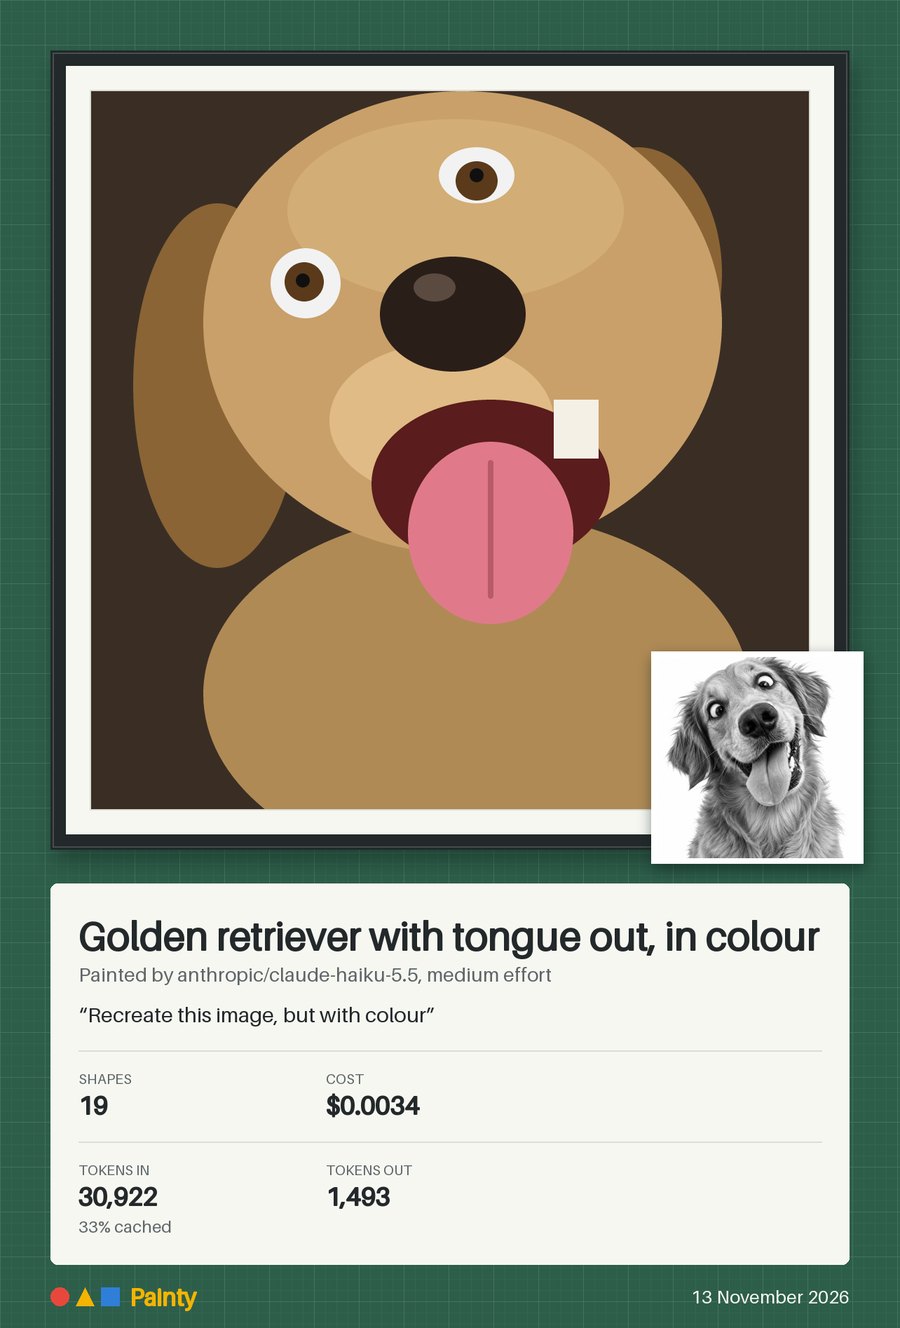 Golden retriever with tongue out, in colour
Painted by anthropic/claude-haiku-5.5, medium effort
“Recreate this image, but with colour”
SHAPES
19
COST
$0.0034
TOKENS IN
30,922
33% cached
TOKENS OUT
1,493
Painty
13 November 2026